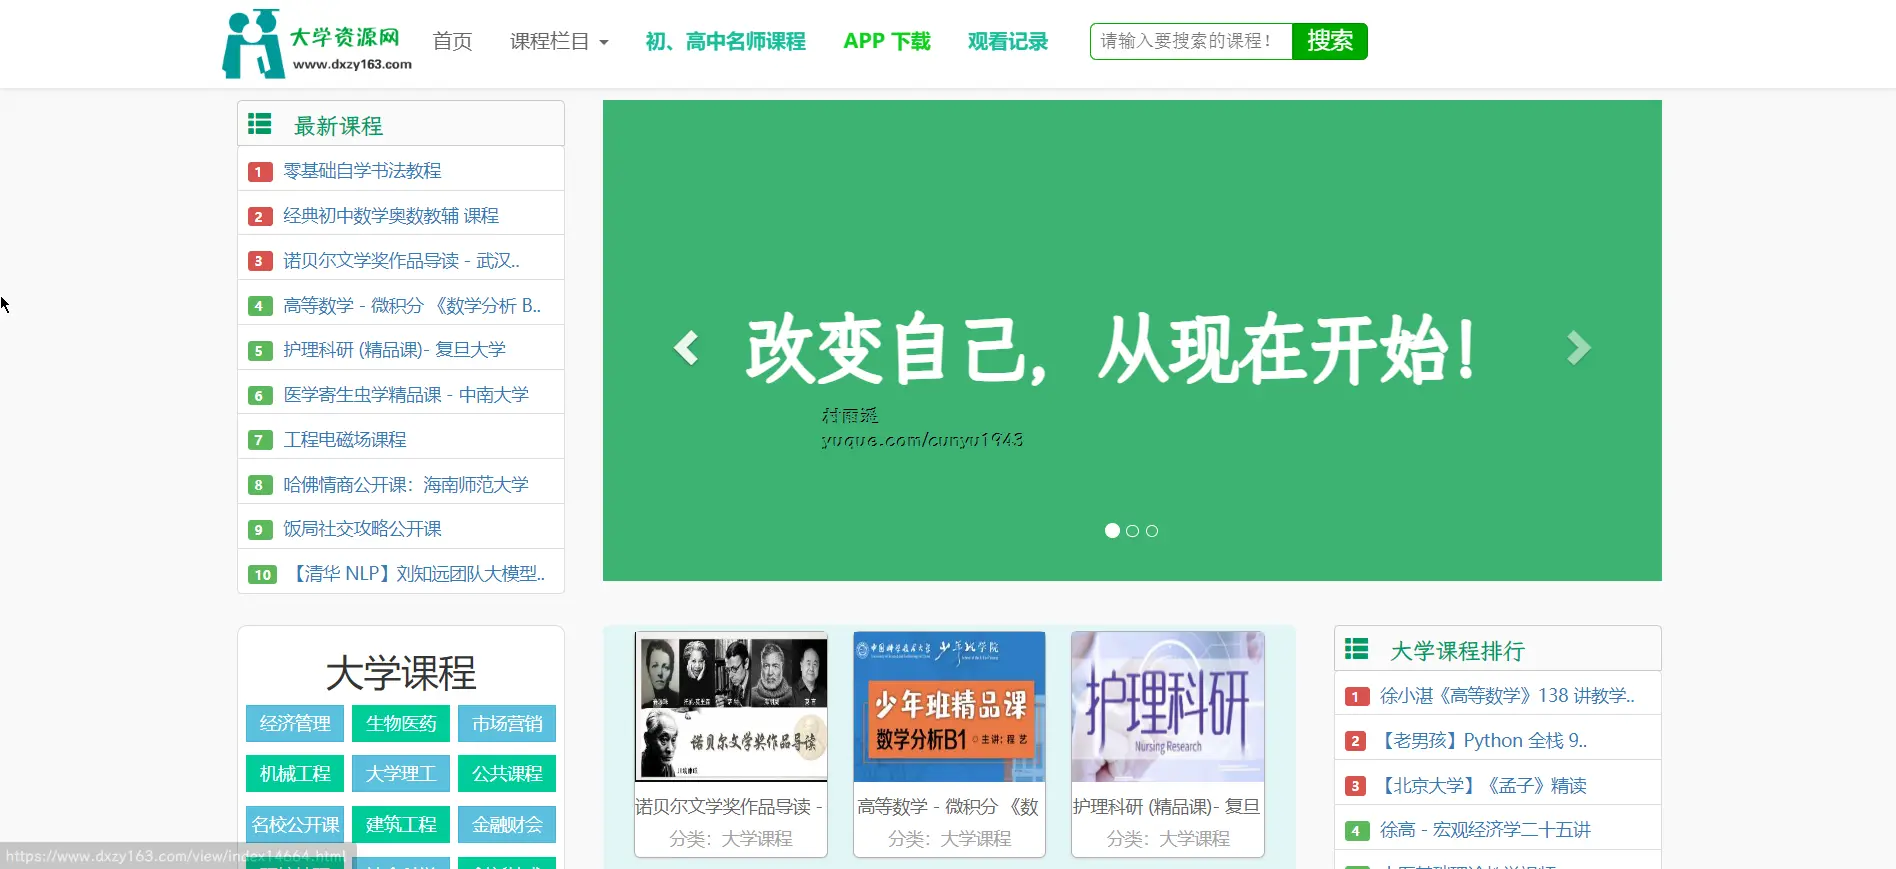 大学资源网
www.dxzy163.com
首页
课程栏目
初、高中名师课程
APP 下载
观看记录
请输入要搜索的课程！
搜索
最新课程
1 零基础自学书法教程
2 经典初中数学奥数教辅 课程
3 诺贝尔文学奖作品导读 - 武汉..
4 高等数学 - 微积分 《数学分析 B..
5 护理科研 (精品课)- 复旦大学
6 医学寄生虫学精品课 - 中南大学
7 工程电磁场课程
8 哈佛情商公开课：海南师范大学
9 饭局社交攻略公开课
10 【清华 NLP】刘知远团队大模型..
改变自己，从现在开始！
村雨遥
yuque.com/cunyu1943
大学课程
经济管理 生物医药 市场营销
机械工程 大学理工 公共课程
名校公开课 建筑工程 金融财会
诺贝尔文学奖作品导读
诺贝尔文学奖作品导读 -
分类：大学课程
中国科学技术大学 少年班学院
少年班精品课
数学分析B1 主讲：程 艺
高等数学 - 微积分 《数
分类：大学课程
护理科研
Nursing Research
护理科研 (精品课)- 复旦
分类：大学课程
大学课程排行
1 徐小湛《高等数学》138 讲教学..
2 【老男孩】Python 全栈 9..
3 【北京大学】《孟子》精读
4 徐高 - 宏观经济学二十五讲
https://www.dxzy163.com/view/index14664.html